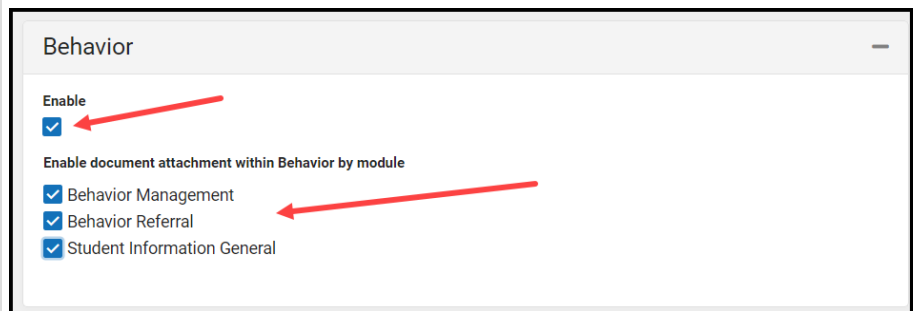 Behavior
Enable
Enable document attachment within Behavior by module
Behavior Management
Behavior Referral
Student Information General